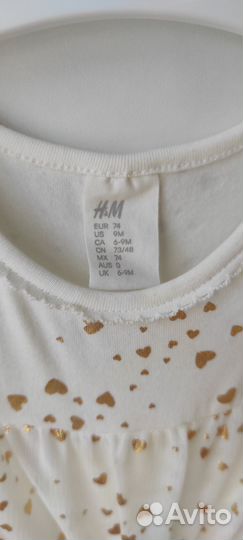 H&M
EUR 74
US 9M
CA 6-9M
CN 73/48
MX 74
AUS 0
UK 6-9M
Avito